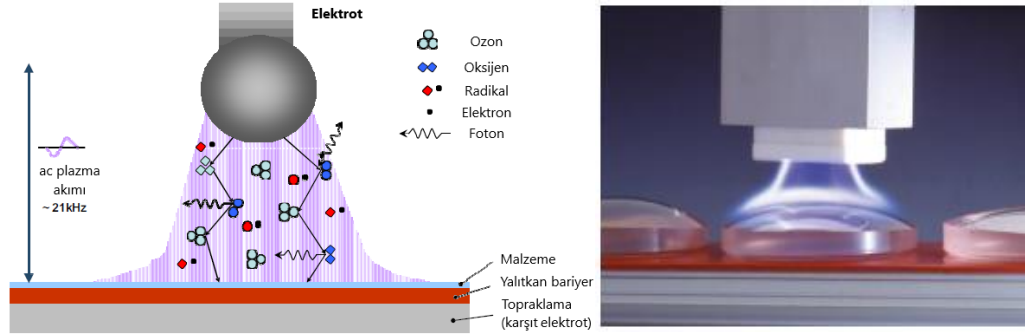 Elektrot
Ozon
Oksijen
Radikal
Elektron
Foton
ac plazma
akımı
~ 21kHz
Malzeme
Yalıtkan bariyer
Topraklama
(karşıt elektrot)